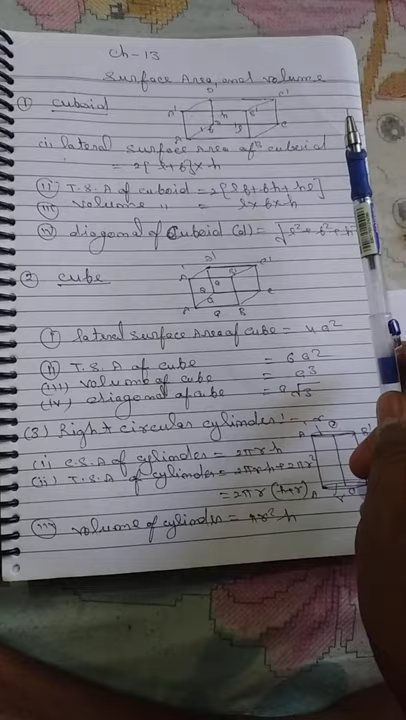 Ch-13
Surface Area and volume
① cuboid
(i) lateral surface Area of cuboid
= 2{l+b}×h
(ii) T.S.A of cuboid = 2[lb+bh+hl]
(iii) volume " = l×b×h
(iv) diagonal of Cuboid (d) = √l²+b²+h²
② cube
(i) lateral surface Area of cube = 4a²
(ii) T.S.A of cube = 6a²
(iii) volume of cube = a3
(iv) diagonal of cube = a√3
(3) Right circular cylinder:-
(i) C.S.A of cylinder = 2πrh
(ii) T.S.A of cylinder = 2πrh+2πr²
= 2πr(h+r)
(iii) volume of cylinder = πr²h